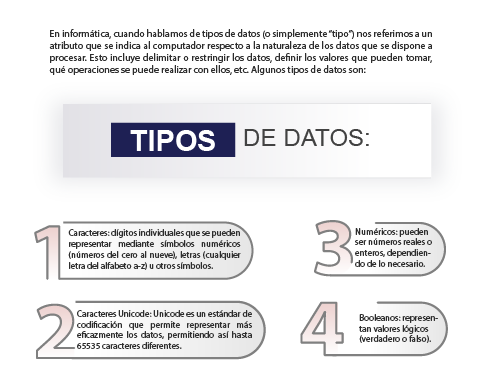 En informática, cuando hablamos de tipos de datos (o simplemente “tipo”) nos referimos a un
atributo que se indica al computador respecto a la naturaleza de los datos que se dispone a
procesar. Esto incluye delimitar o restringir los datos, definir los valores que pueden tomar,
qué operaciones se puede realizar con ellos, etc. Algunos tipos de datos son:
TIPOS DE DATOS:
1
Caracteres: dígitos individuales que se pueden
representar mediante símbolos numéricos
(números del cero al nueve), letras (cualquier
letra del alfabeto a-z) u otros símbolos.
2
Caracteres Unicode: Unicode es un estándar de
codificación que permite representar más
eficazmente los datos, permitiendo así hasta
65535 caracteres diferentes.
3
Numéricos: pueden
ser números reales o
enteros, dependien-
do de lo necesario.
4
Booleanos: represen-
tan valores lógicos
(verdadero o falso).